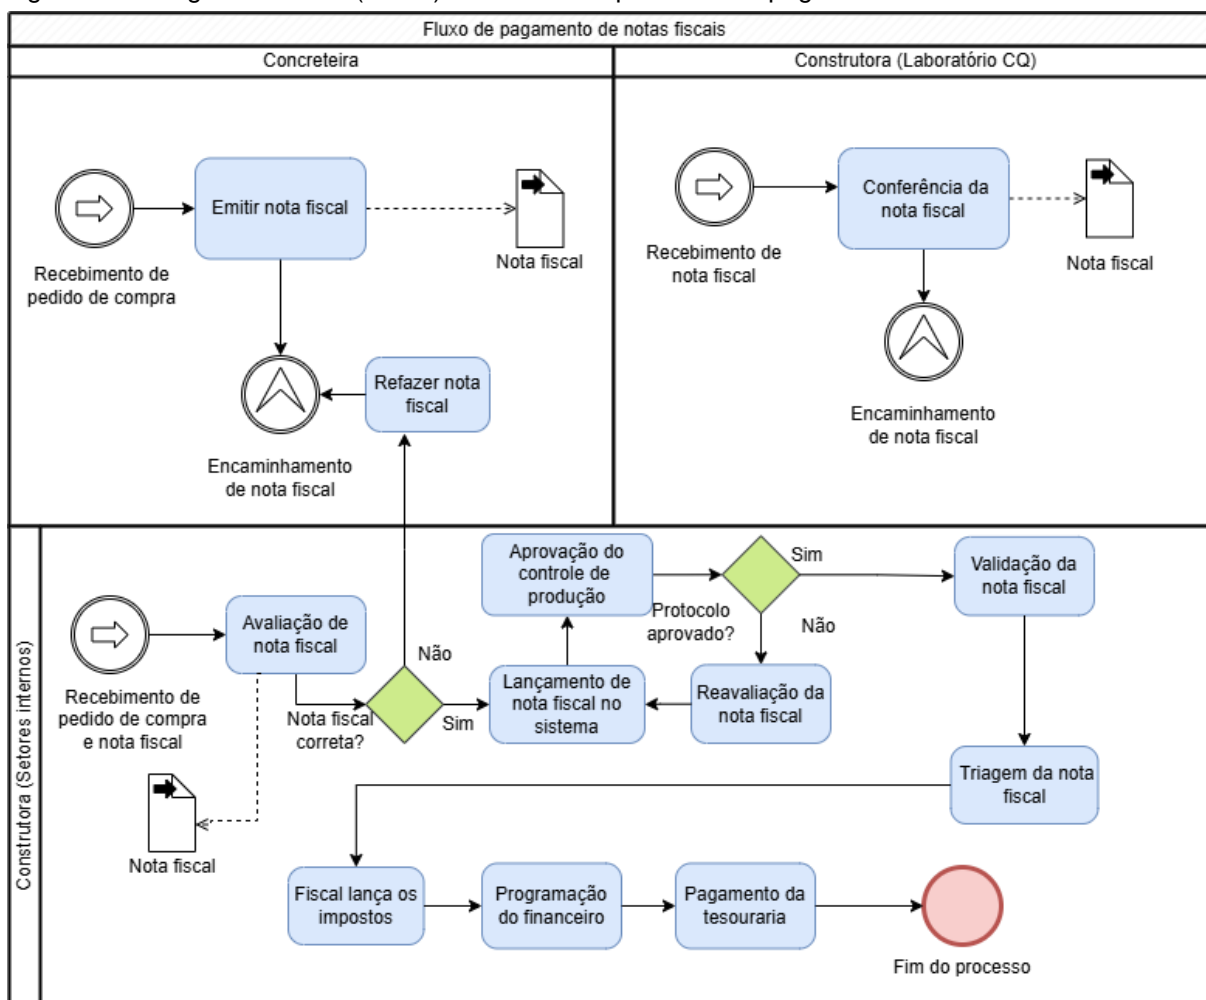 Fluxo de pagamento de notas fiscais
Concreteira
Construtora (Laboratório CQ)
Emitir nota fiscal
Recebimento de
pedido de compra
Nota fiscal
Refazer nota
fiscal
Encaminhamento
de nota fiscal
Conferência da
nota fiscal
Recebimento de
nota fiscal
Nota fiscal
Encaminhamento
de nota fiscal
Construtora (Setores internos)
Recebimento de
pedido de compra
e nota fiscal
Avaliação de
nota fiscal
Nota fiscal
Nota fiscal
correta?
Não
Sim
Lançamento de
nota fiscal no
sistema
Aprovação do
controle de
produção
Protocolo
aprovado?
Sim
Não
Reavaliação da
nota fiscal
Validação da
nota fiscal
Triagem da nota
fiscal
Fiscal lança os
impostos
Programação
do financeiro
Pagamento da
tesouraria
Fim do processo